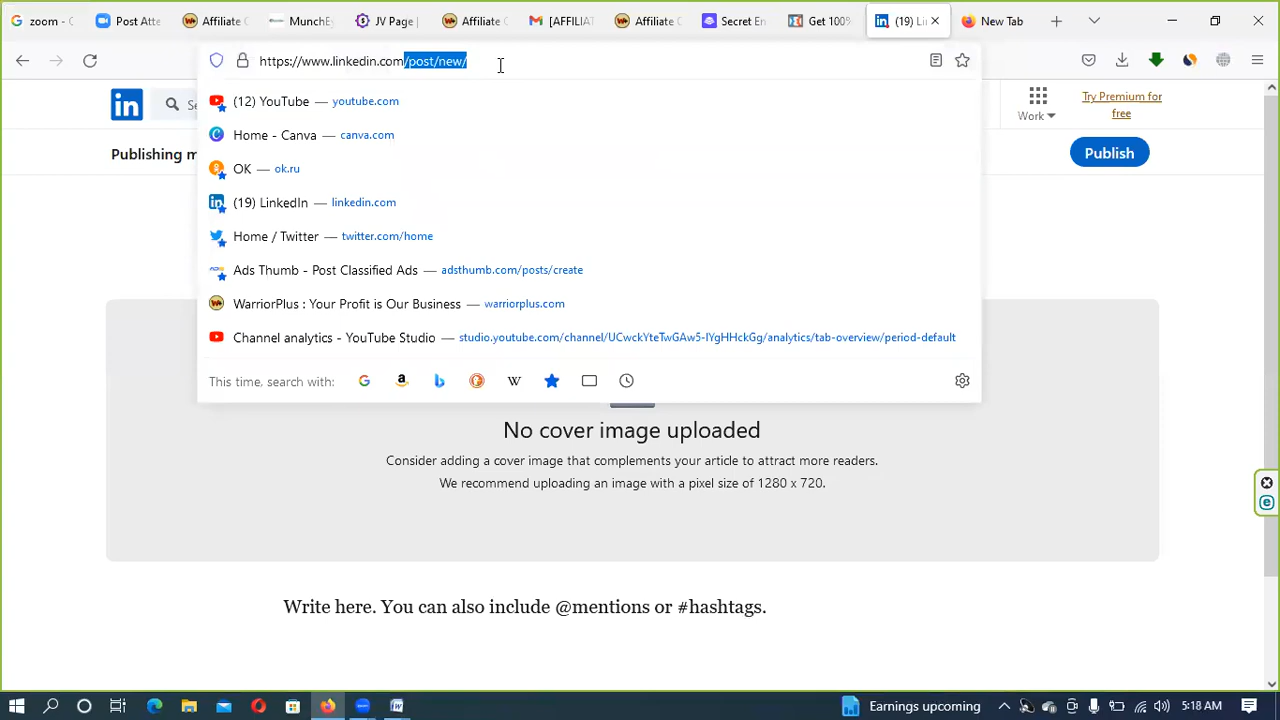 zoom - C
Post Atte
Affiliate C
MunchEy
JV Page |
Affiliate C
[AFFILIAT
Affiliate C
Secret En
Get 100%
(19) Li
New Tab
https://www.linkedin.com/post/new/
in
Se
Work
Try Premium for
free
Publishing m
Publish
(12) YouTube — youtube.com
Home - Canva — canva.com
OK — ok.ru
(19) LinkedIn — linkedin.com
Home / Twitter — twitter.com/home
Ads Thumb - Post Classified Ads — adsthumb.com/posts/create
WarriorPlus : Your Profit is Our Business — warriorplus.com
Channel analytics - YouTube Studio — studio.youtube.com/channel/UCwckYteTwGAw5-IYgHHckGg/analytics/tab-overview/period-default
This time, search with:
No cover image uploaded
Consider adding a cover image that complements your article to attract more readers.
We recommend uploading an image with a pixel size of 1280 x 720.
Write here. You can also include @mentions or #hashtags.
Earnings upcoming
5:18 AM